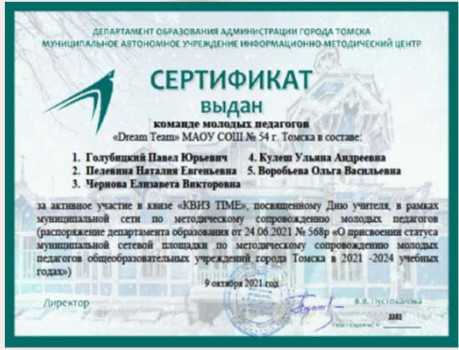 ДЕПАРТАМЕНТ ОБРАЗОВАНИЯ АДМИНИСТРАЦИИ ГОРОДА ТОМСКА
МУНИЦИПАЛЬНОЕ АВТОНОМНОЕ УЧРЕЖДЕНИЕ ИНФОРМАЦИОННО-МЕТОДИЧЕСКИЙ ЦЕНТР
СЕРТИФИКАТ
выдан
команде молодых педагогов
«Dream Team» МАОУ СОШ № 54 г. Томска в составе:
1. Голубицкий Павел Юрьевич 4. Кулеш Ульяна Андреевна
2. Пелевина Наталия Евгеньевна 5. Воробьева Ольга Васильевна
3. Чернова Елизавета Викторовна
за активное участие в квизе «КВИЗ TIME», посвященному Дню учителя, в рамках
муниципальной сети по методическому сопровождению молодых педагогов
(распоряжение департамента образования от 24.06.2021 № 568р «О присвоении статуса
муниципальной сетевой площадки по методическому сопровождению молодых
педагогов общеобразовательных учреждений города Томска в 2021 -2024 учебных
годах»)
9 октября 2021 год
Директор В.В. Пустовалова